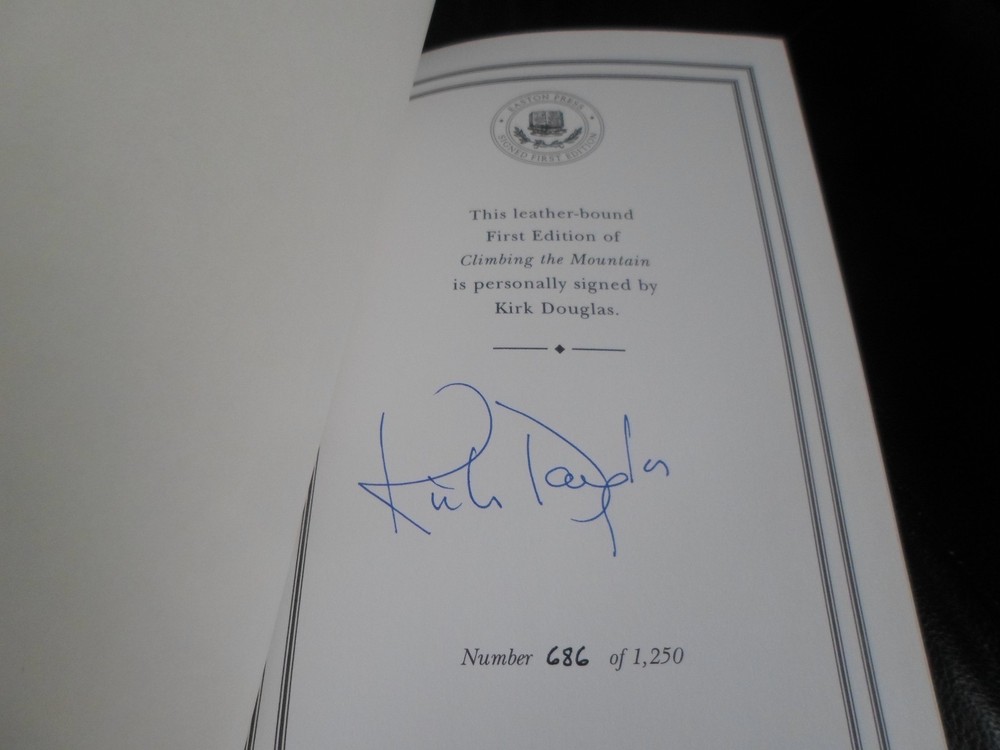 EASTON PRESS
SIGNED FIRST EDITION
This leather-bound
First Edition of
Climbing the Mountain
is personally signed by
Kirk Douglas.
Kirk Douglas
Number 686 of 1,250